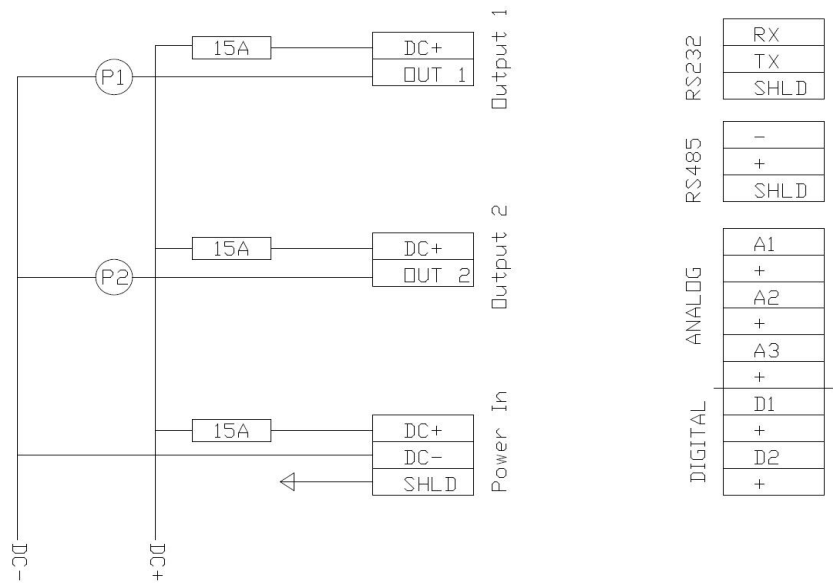 15A
DC+
P1
OUT 1
Output 1
15A
DC+
P2
OUT 2
Output 2
15A
DC+
DC-
SHLD
Power In
DC-
DC+
RS232
RX
TX
SHLD
RS485
-
+
SHLD
ANALOG
A1
+
A2
+
A3
+
DIGITAL
D1
+
D2
+